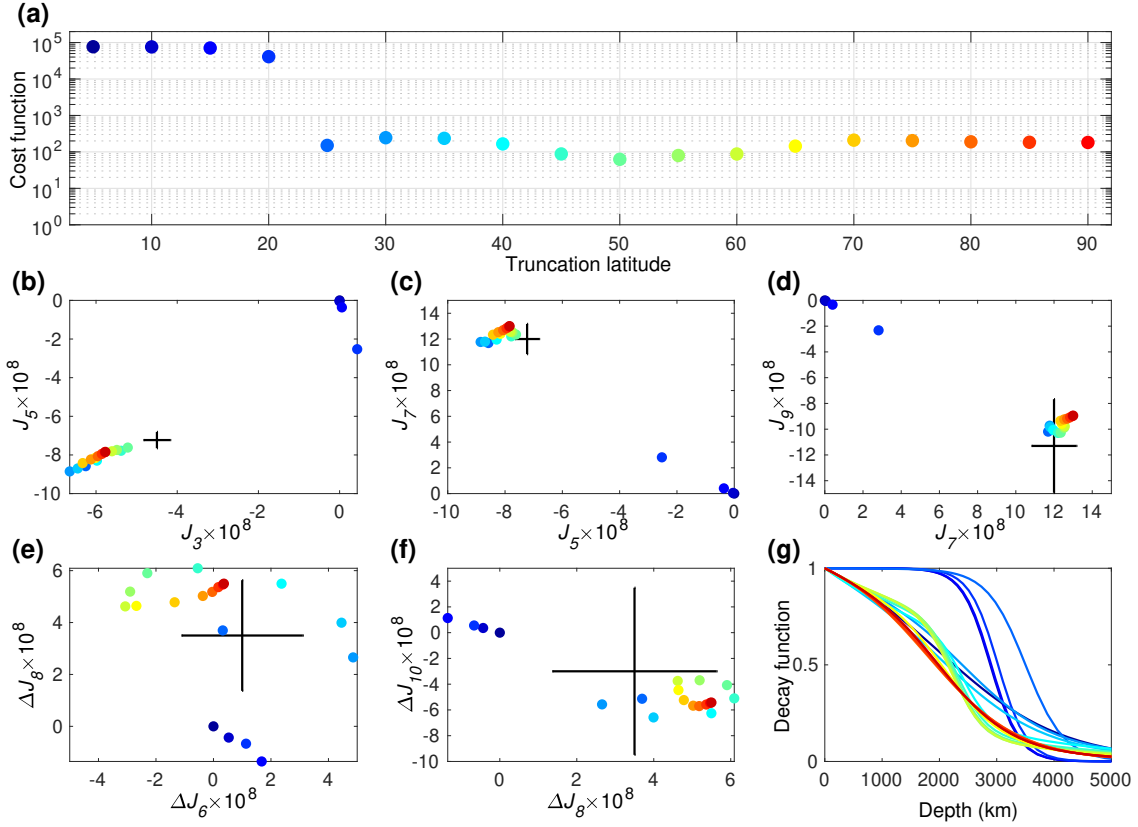 (a)
Cost function
10^5
10^4
10^3
10^2
10^1
10^0
10 20 30 40 50 60 70 80 90
Truncation latitude
(b)
J_5×10^8
0
-2
-4
-6
-8
-10
-6 -4 -2 0
J_3×10^8
(c)
J_7×10^8
14
12
10
8
6
4
2
0
-10 -8 -6 -4 -2 0
J_5×10^8
(d)
J_9×10^8
0
-2
-4
-6
-8
-10
-12
-14
0 2 4 6 8 10 12 14
J_7×10^8
(e)
ΔJ_8×10^8
6
4
2
0
-4 -2 0 2 4
ΔJ_6×10^8
(f)
ΔJ_10×10^8
4
2
0
-2
-4
-6
-8
-10
0 2 4 6
ΔJ_8×10^8
(g)
Decay function
1
0.5
0
0 1000 2000 3000 4000 5000
Depth (km)